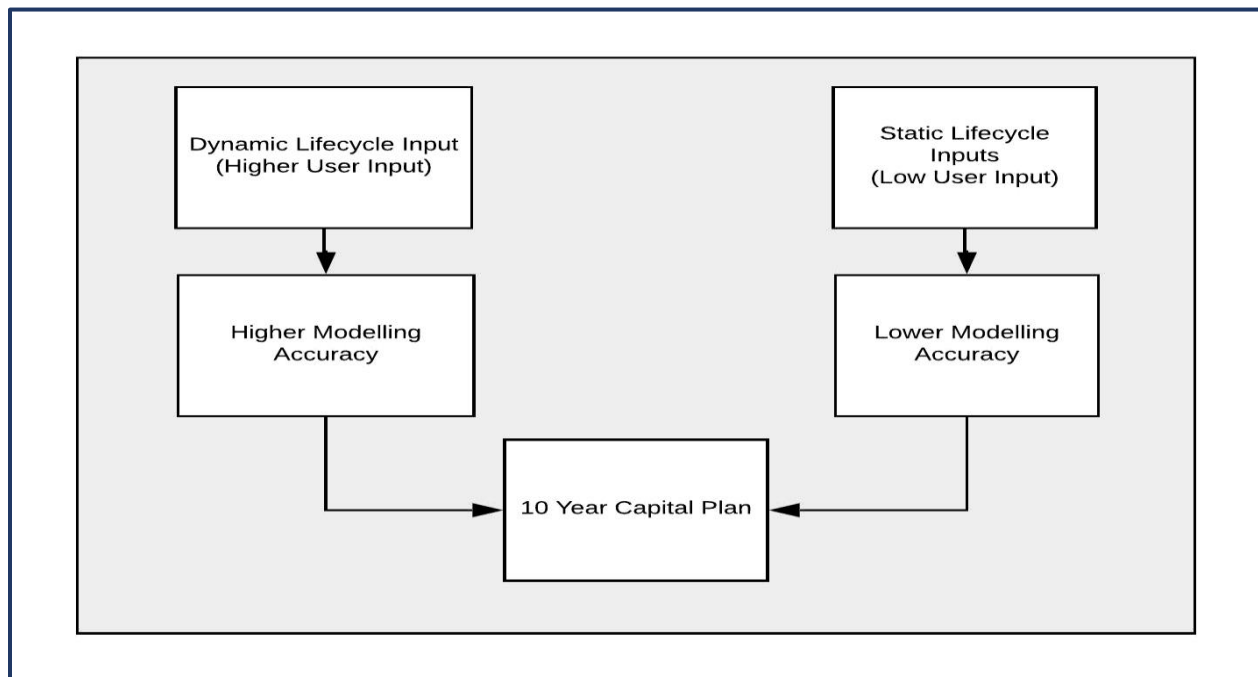 Dynamic Lifecycle Input
(Higher User Input)
Static Lifecycle
Inputs
(Low User Input)
Higher Modelling
Accuracy
Lower Modelling
Accuracy
10 Year Capital Plan